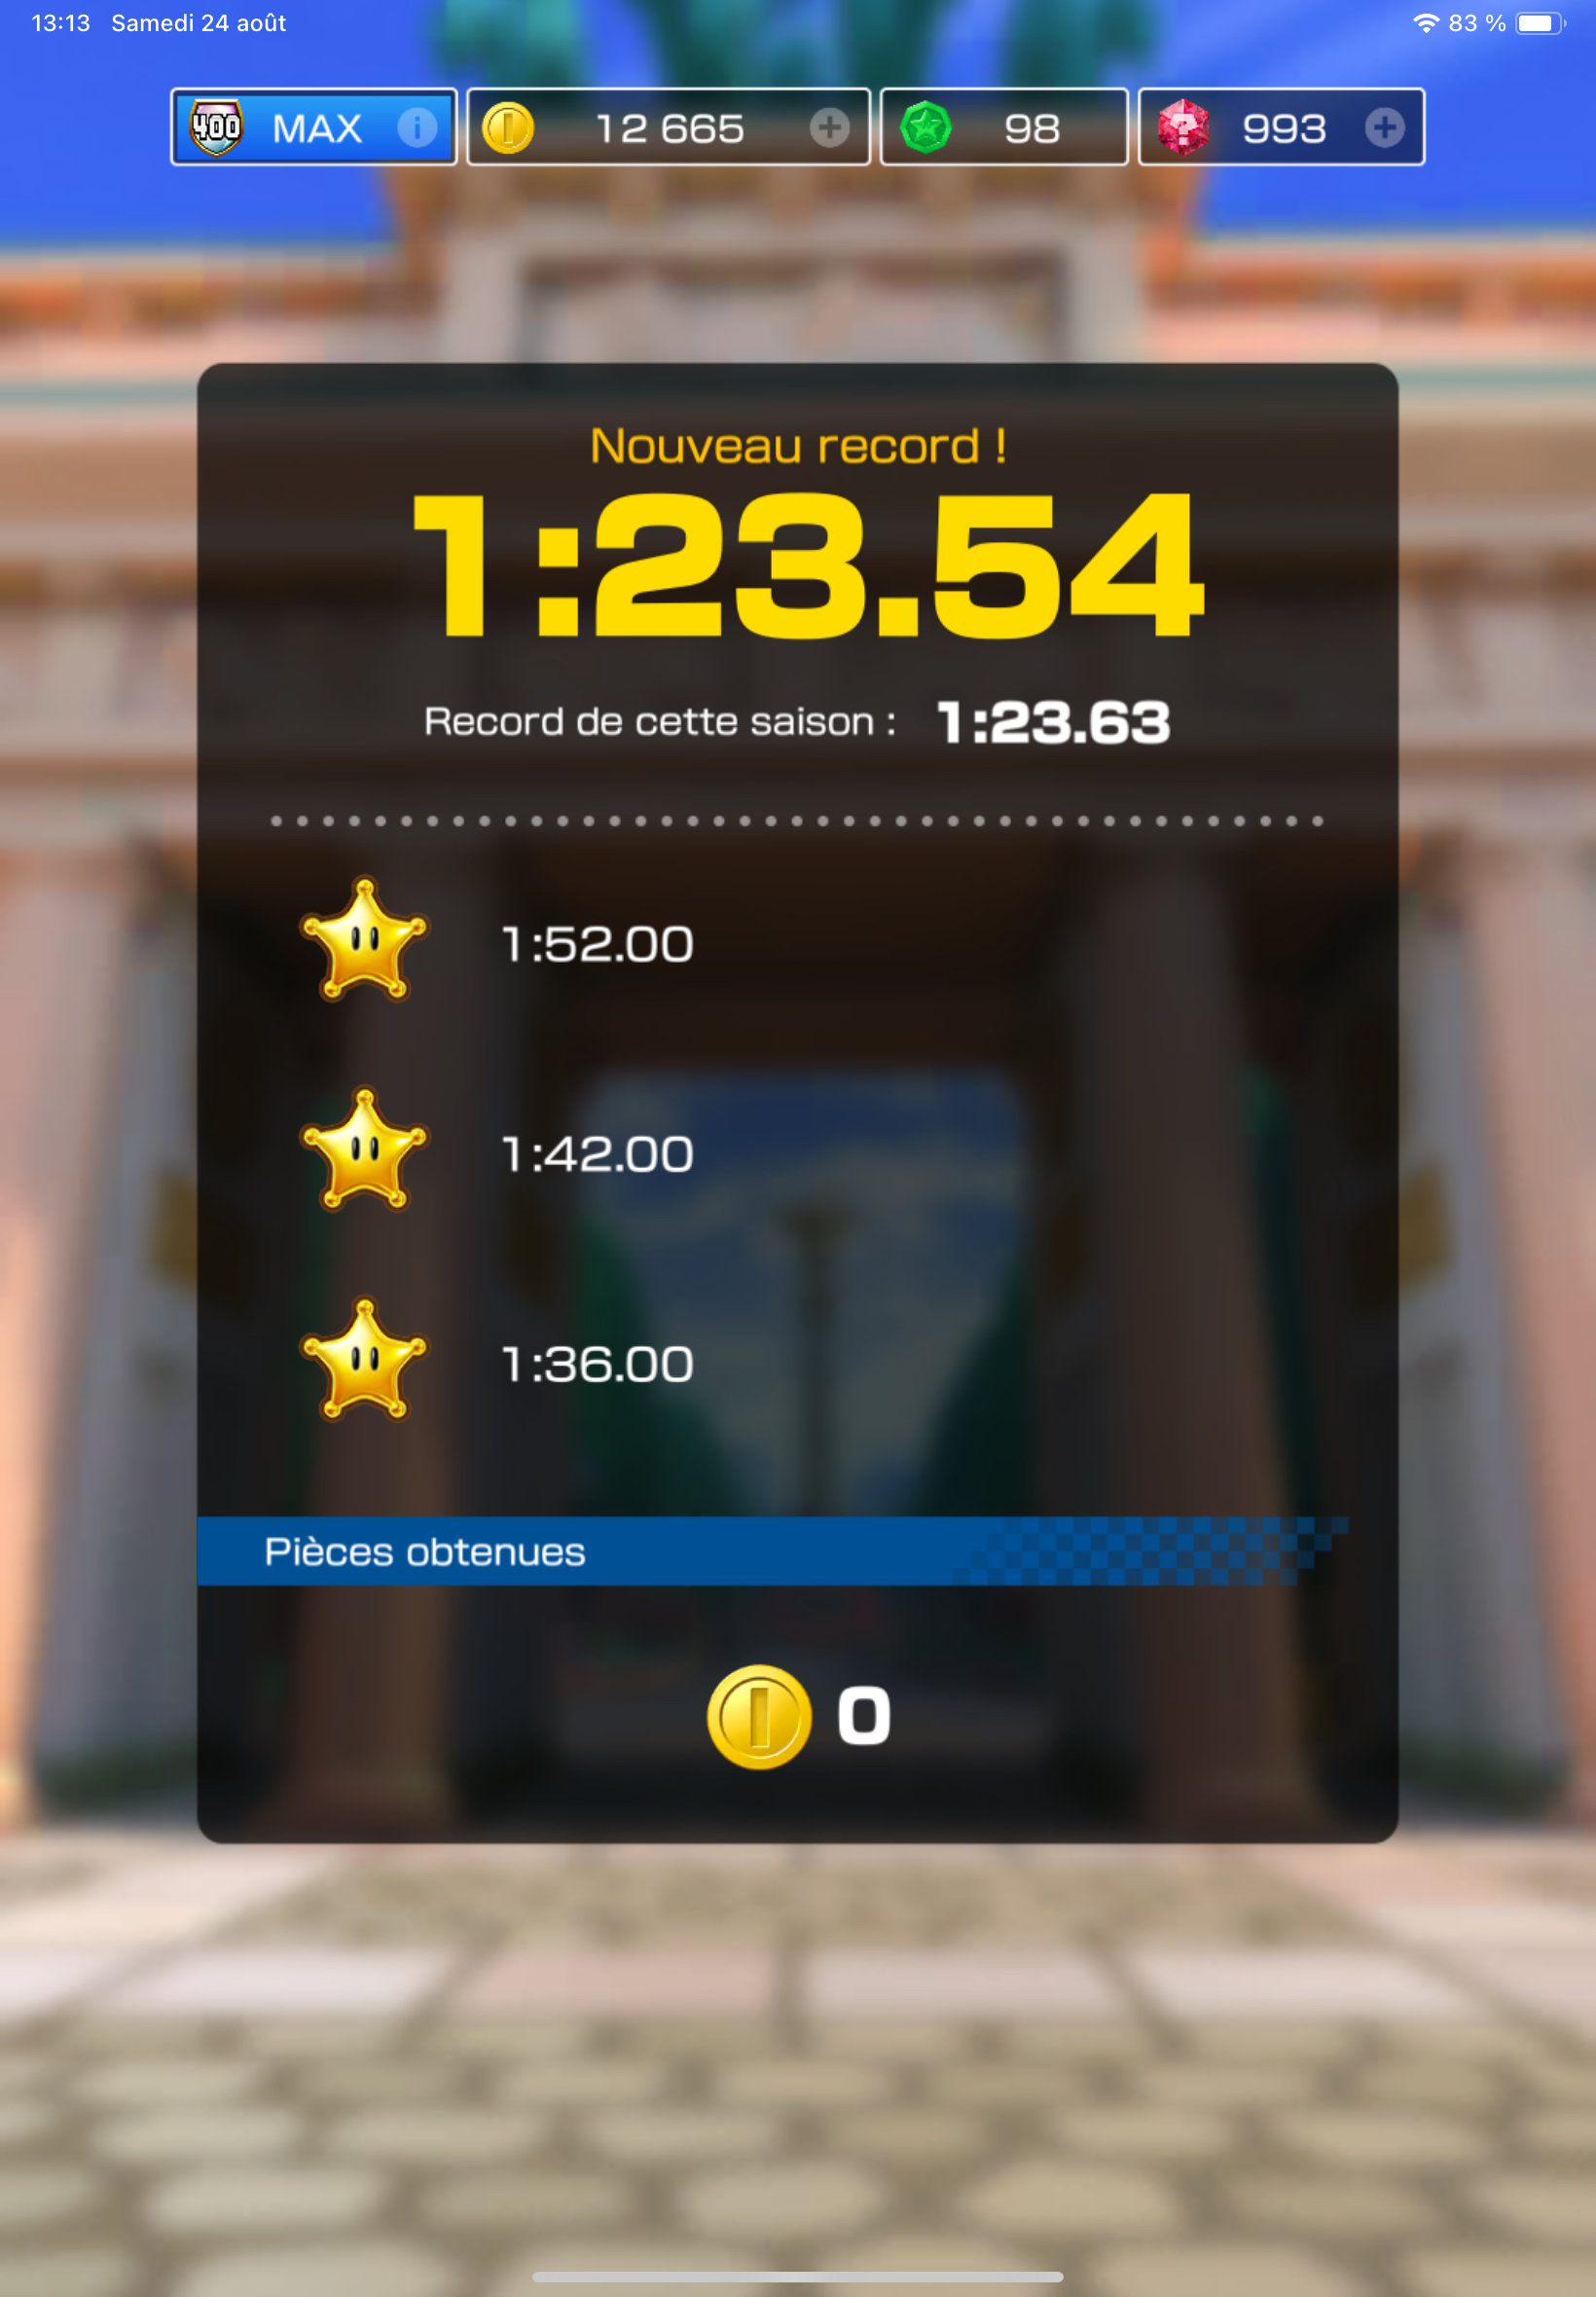 13:13 Samedi 24 août 83 %
400 MAX i 12 665 + 98 ? 993 +
Nouveau record !
1:23.54
Record de cette saison : 1:23.63
1:52.00
1:42.00
1:36.00
Pièces obtenues
0